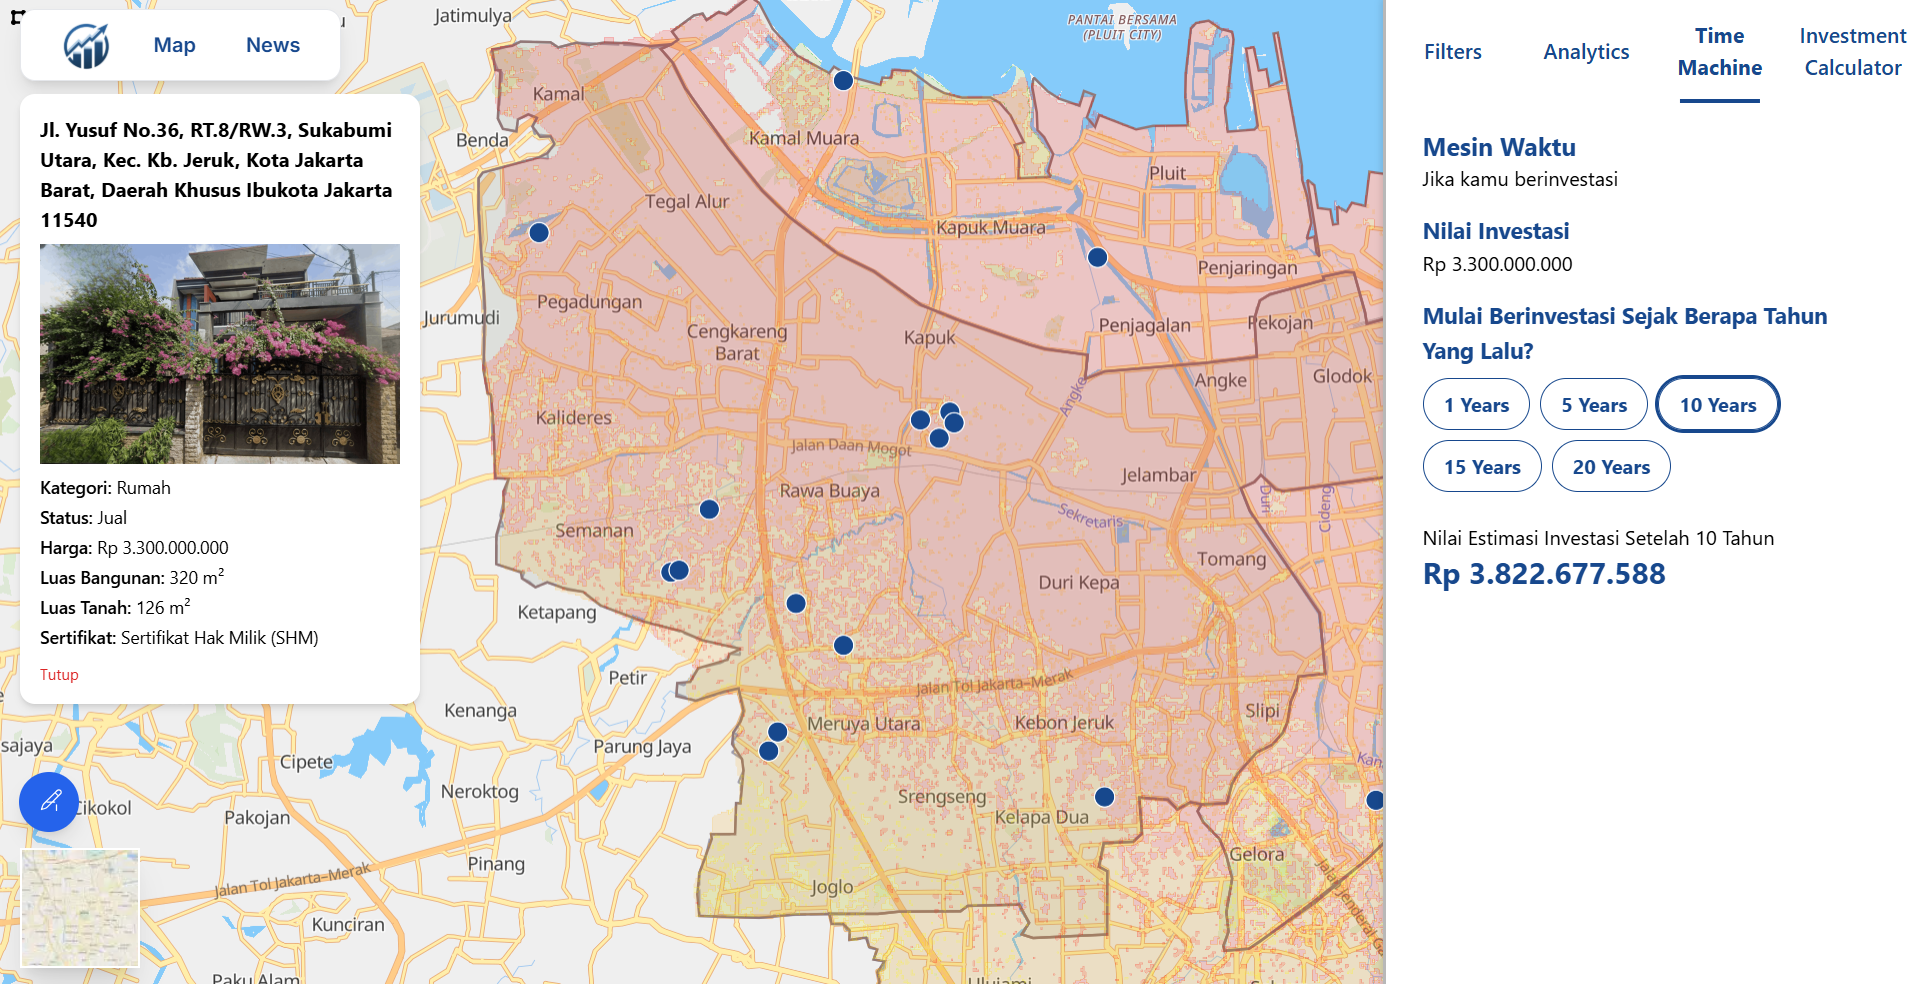 Map
News
Jl. Yusuf No.36, RT.8/RW.3, Sukabumi
Utara, Kec. Kb. Jeruk, Kota Jakarta
Barat, Daerah Khusus Ibukota Jakarta
11540
Kategori: Rumah
Status: Jual
Harga: Rp 3.300.000.000
Luas Bangunan: 320 m²
Luas Tanah: 126 m²
Sertifikat: Sertifikat Hak Milik (SHM)
Tutup
Jatimulya
PANTAI BERSAMA
(PLUIT CITY)
Kamal
Benda
Kamal Muara
Pluit
Tegal Alur
Kapuk Muara
Penjaringan
Pegadungan
Jurumudi
Cengkareng
Barat
Kapuk
Penjagalan
Pekojan
Angke
Angke
Glodok
Kalideres
Jalan Daan Mogot
Jelambar
Rawa Buaya
Duri
Cideng
Semanan
Sekretaris
Tomang
Duri Kepa
Ketapang
Petir
Jalan Tol Jakarta–Merak
Kenanga
Meruya Utara
Kebon Jeruk
Slipi
sajaya
Parung Jaya
Cipete
Kan
Neroktog
Srengseng
Kelapa Dua
Cikokol
Pakojan
Pinang
Gelora
Jalan Tol Jakarta–Merak
Joglo
Jalan Jenderal G
Kunciran
Paku Alam
Ulujami
Filters
Analytics
Time
Machine
Investment
Calculator
Mesin Waktu
Jika kamu berinvestasi
Nilai Investasi
Rp 3.300.000.000
Mulai Berinvestasi Sejak Berapa Tahun
Yang Lalu?
1 Years
5 Years
10 Years
15 Years
20 Years
Nilai Estimasi Investasi Setelah 10 Tahun
Rp 3.822.677.588